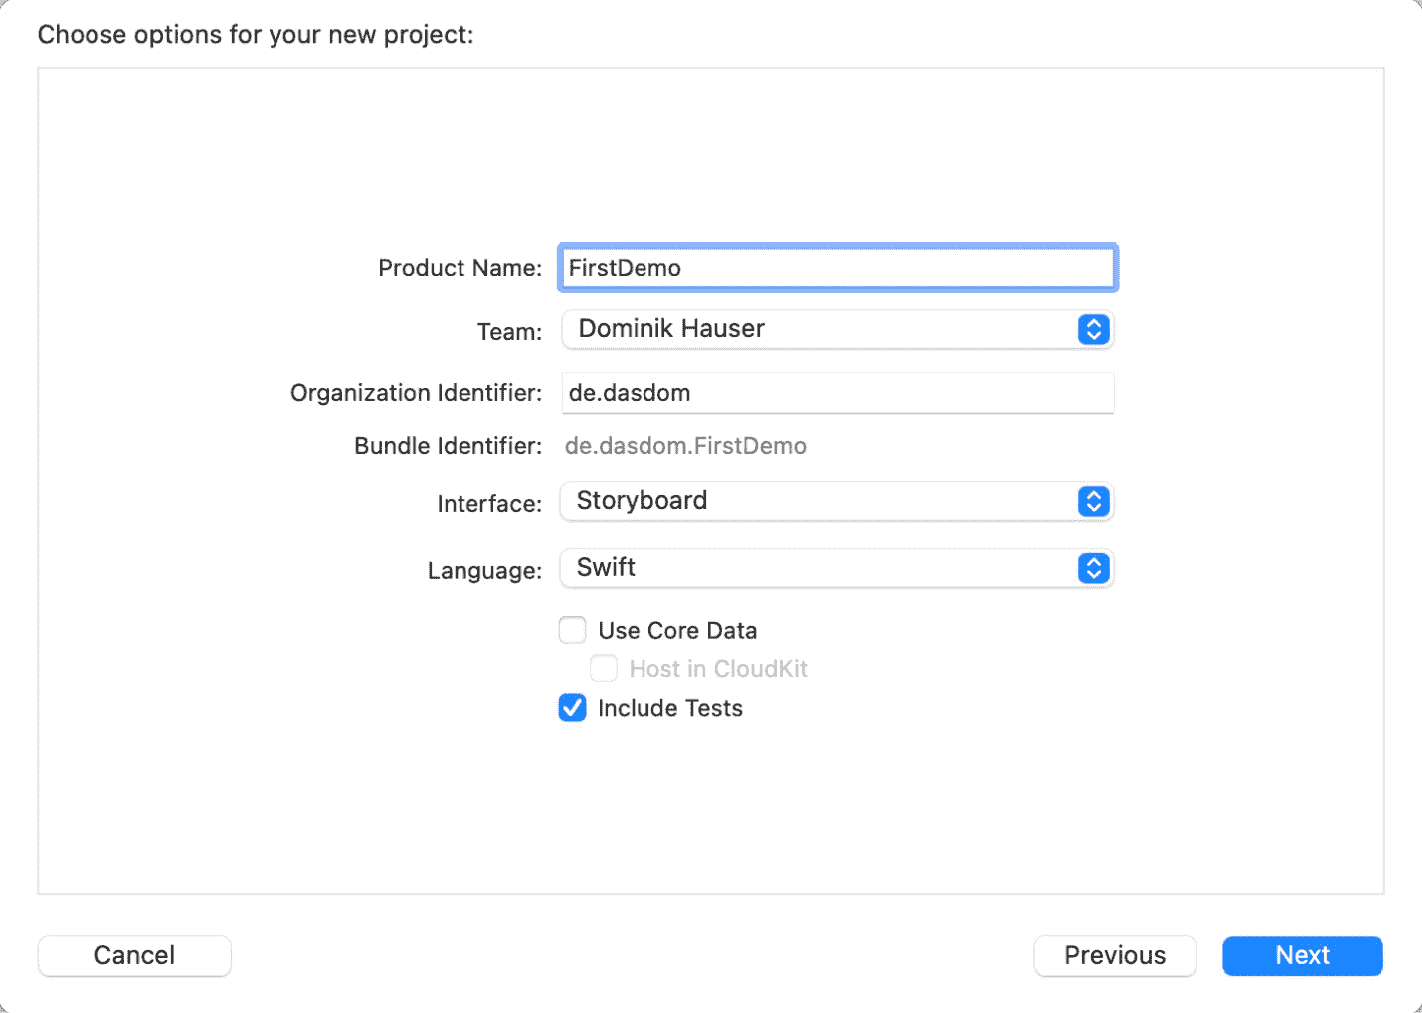 Choose options for your new project:
Product Name: FirstDemo
Team: Dominik Hauser
Organization Identifier: de.dasdom
Bundle Identifier: de.dasdom.FirstDemo
Interface: Storyboard
Language: Swift
Use Core Data
Host in CloudKit
Include Tests
Cancel Previous Next